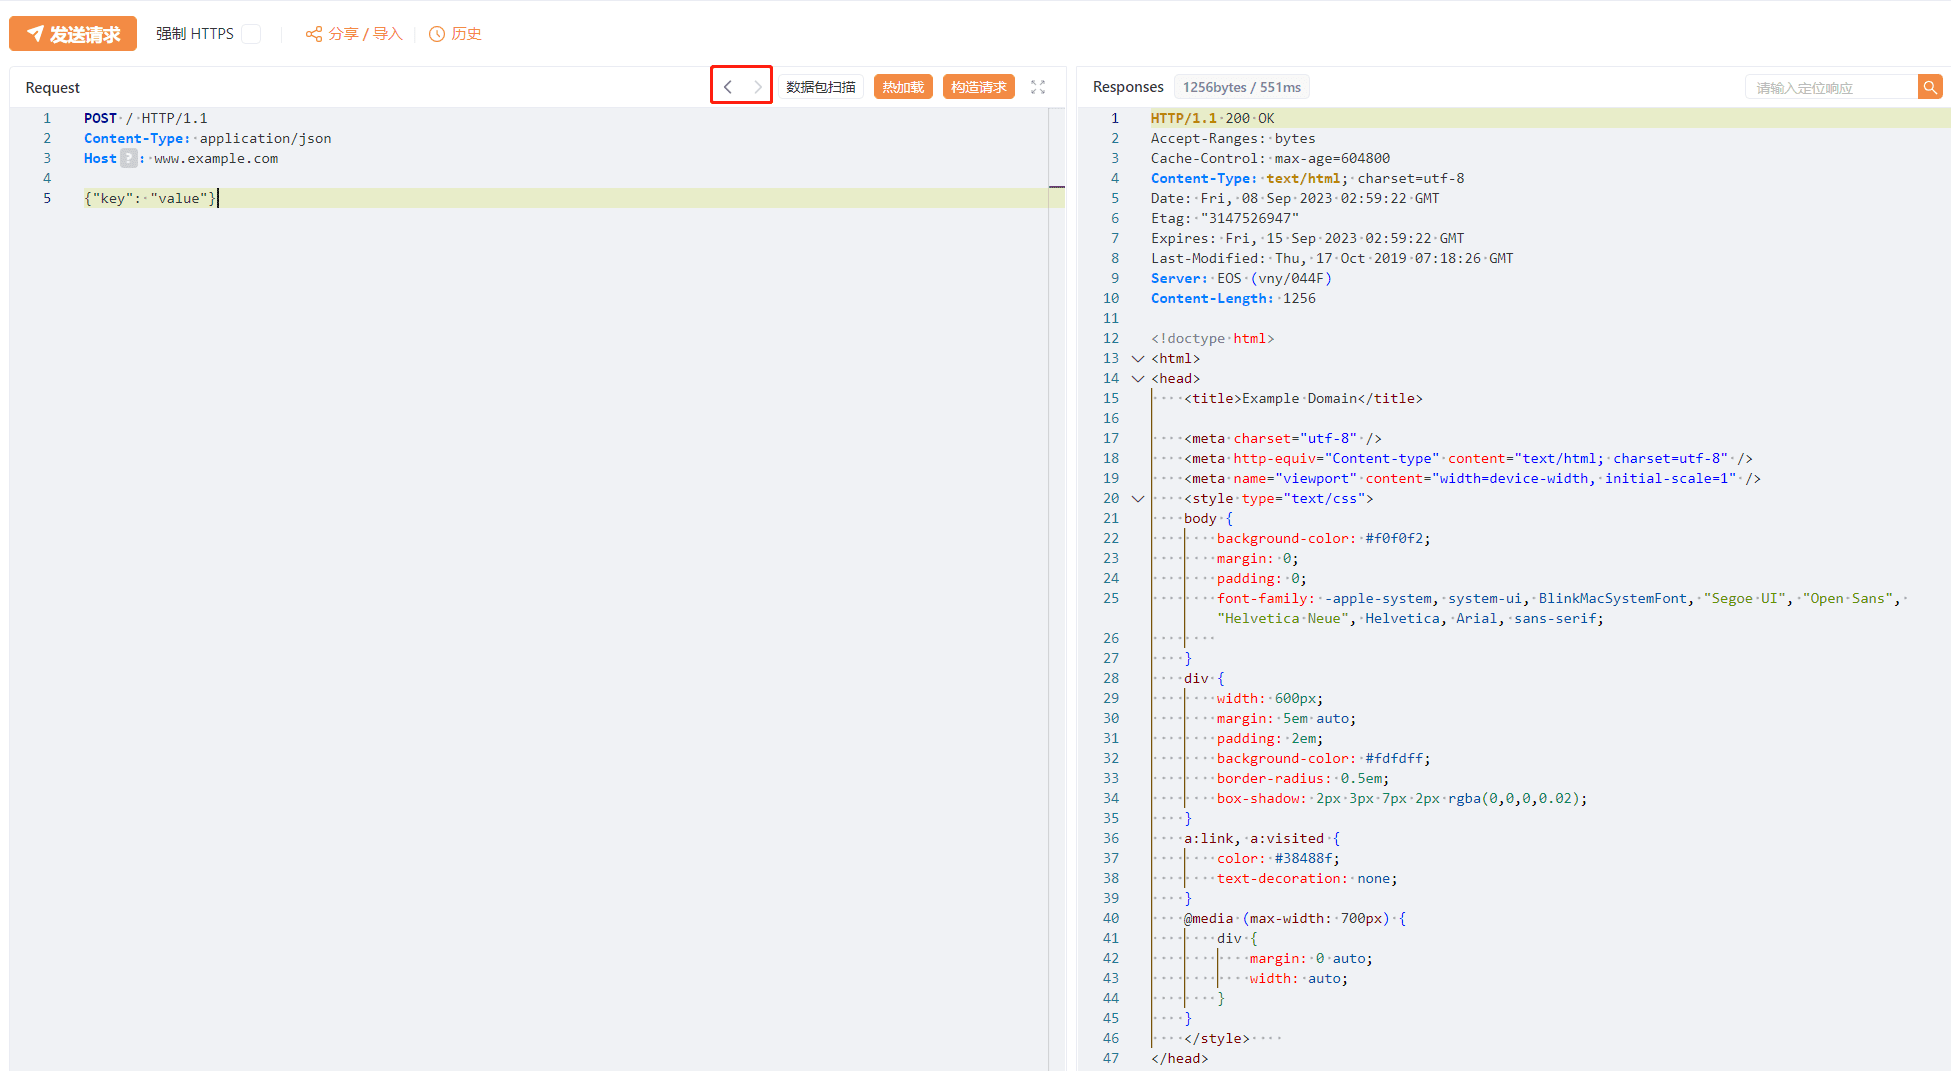 发送请求 强制 HTTPS 分享 / 导入 历史
Request 数据包扫描 热加载 构造请求
1 POST / HTTP/1.1
2 Content-Type: application/json
3 Host ? : www.example.com
4
5 {"key": "value"}
Responses 1256bytes / 551ms 请输入定位响应
1 HTTP/1.1 200 OK
2 Accept-Ranges: bytes
3 Cache-Control: max-age=604800
4 Content-Type: text/html; charset=utf-8
5 Date: Fri, 08 Sep 2023 02:59:22 GMT
6 Etag: "3147526947"
7 Expires: Fri, 15 Sep 2023 02:59:22 GMT
8 Last-Modified: Thu, 17 Oct 2019 07:18:26 GMT
9 Server: EOS (vny/044F)
10 Content-Length: 1256
11
12 <!doctype html>
13 <html>
14 <head>
15     <title>Example Domain</title>
16
17     <meta charset="utf-8" />
18     <meta http-equiv="Content-type" content="text/html; charset=utf-8" />
19     <meta name="viewport" content="width=device-width, initial-scale=1" />
20     <style type="text/css">
21     body {
22         background-color: #f0f0f2;
23         margin: 0;
24         padding: 0;
25         font-family: -apple-system, system-ui, BlinkMacSystemFont, "Segoe UI", "Open Sans",
"Helvetica Neue", Helvetica, Arial, sans-serif;
26
27     }
28     div {
29         width: 600px;
30         margin: 5em auto;
31         padding: 2em;
32         background-color: #fdfdff;
33         border-radius: 0.5em;
34         box-shadow: 2px 3px 7px 2px rgba(0,0,0,0.02);
35     }
36     a:link, a:visited {
37         color: #38488f;
38         text-decoration: none;
39     }
40     @media (max-width: 700px) {
41         div {
42             margin: 0 auto;
43             width: auto;
44         }
45     }
46     </style>
47 </head>